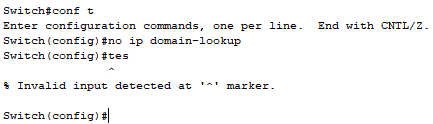 Switch#conf t
Enter configuration commands, one per line.  End with CNTL/Z.
Switch(config)#no ip domain-lookup
Switch(config)#tes
                ^
% Invalid input detected at '^' marker.

Switch(config)#